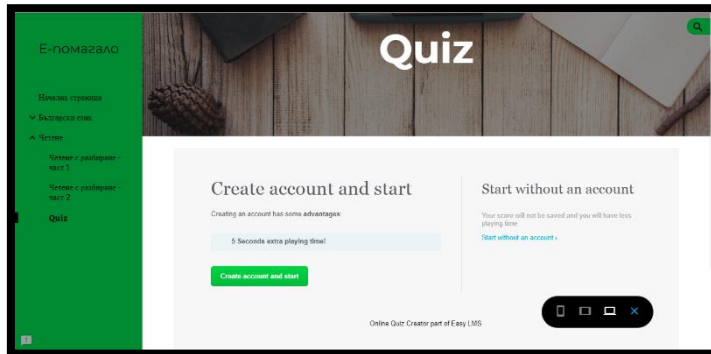 Е-помагало
Начална страница
Български език
Четене
Четене с разбиране -
част 1
Четене с разбиране -
част 2
Quiz
Quiz
Create account and start
Creating an account has some advantages:
5 Seconds extra playing time!
Create account and start
Start without an account
Your score will not be saved and you will have less
playing time
Start without an account ›
Online Quiz Creator part of Easy LMS